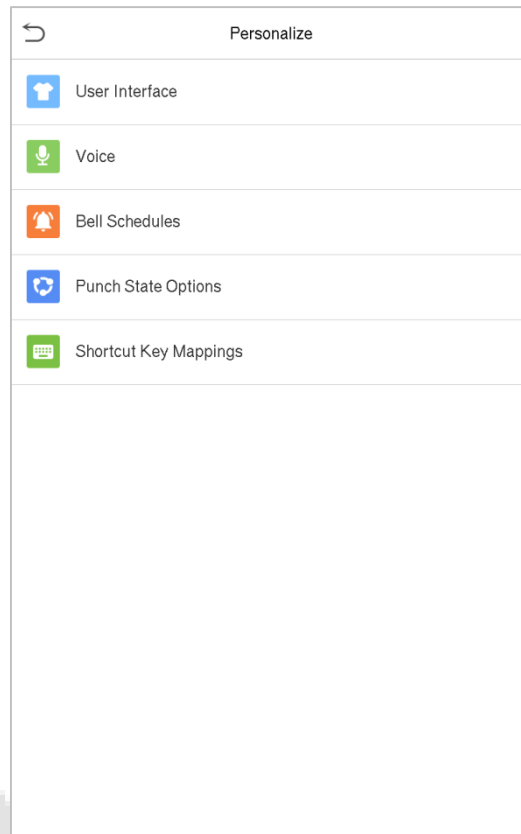 Personalize
User Interface
Voice
Bell Schedules
Punch State Options
Shortcut Key Mappings